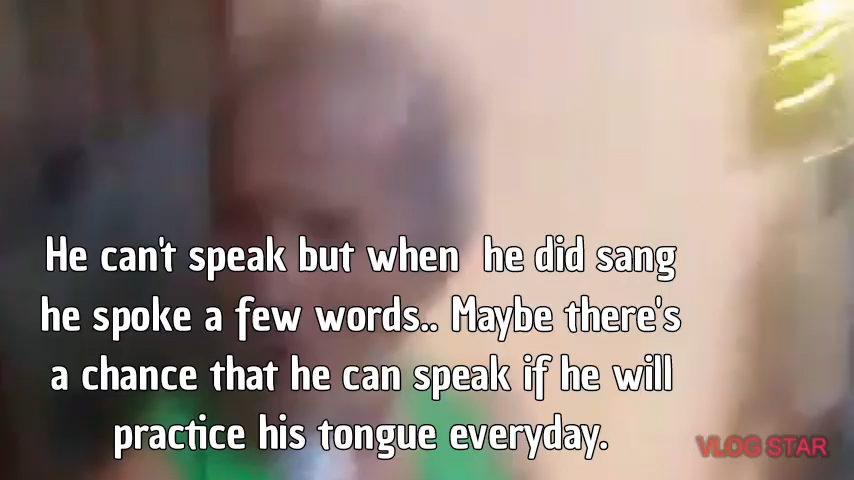 He can't speak but when he did sang
he spoke a few words.. Maybe there's
a chance that he can speak if he will
practice his tongue everyday.
VLOG STAR